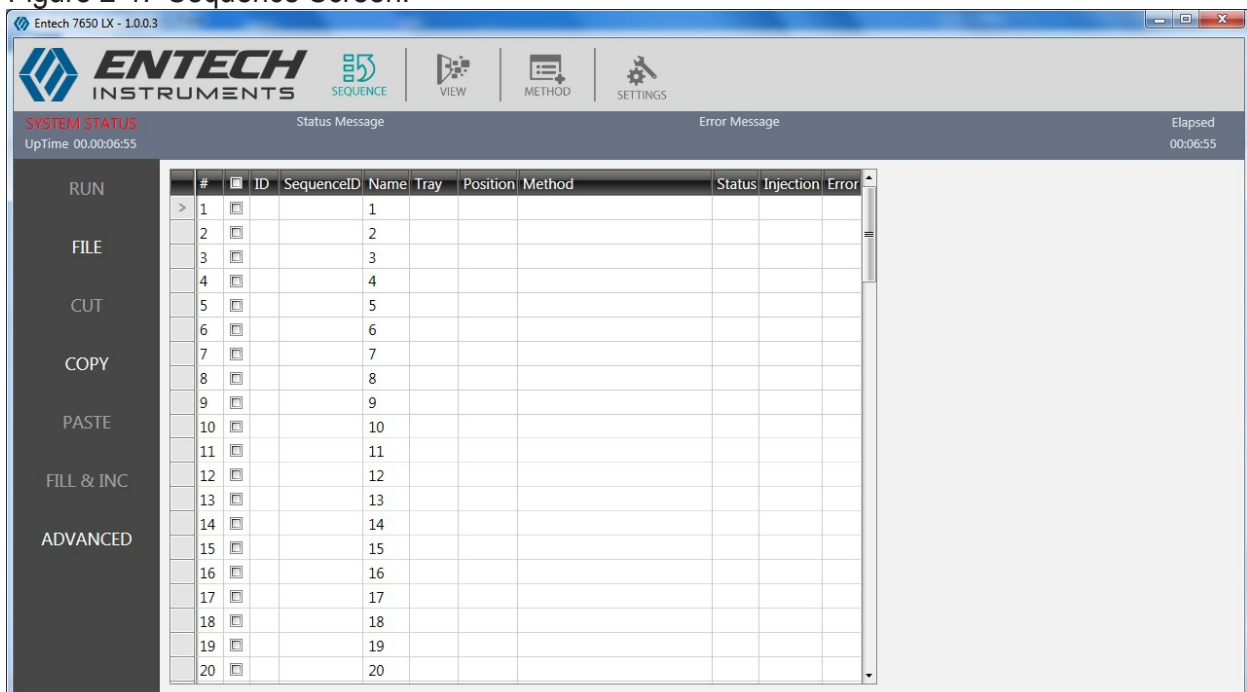 Figure 2-1. Sequence Screen.
Entech 7650 LX - 1.0.0.3
ENTECH
INSTRUMENTS
SEQUENCE
VIEW
METHOD
SETTINGS
SYSTEM STATUS
Status Message
Error Message
Elapsed
UpTime 00.00:06:55
00:06:55
RUN
FILE
CUT
COPY
PASTE
FILL & INC
ADVANCED
# ID SequenceID Name Tray Position Method Status Injection Error
> 1 1
2 2
3 3
4 4
5 5
6 6
7 7
8 8
9 9
10 10
11 11
12 12
13 13
14 14
15 15
16 16
17 17
18 18
19 19
20 20